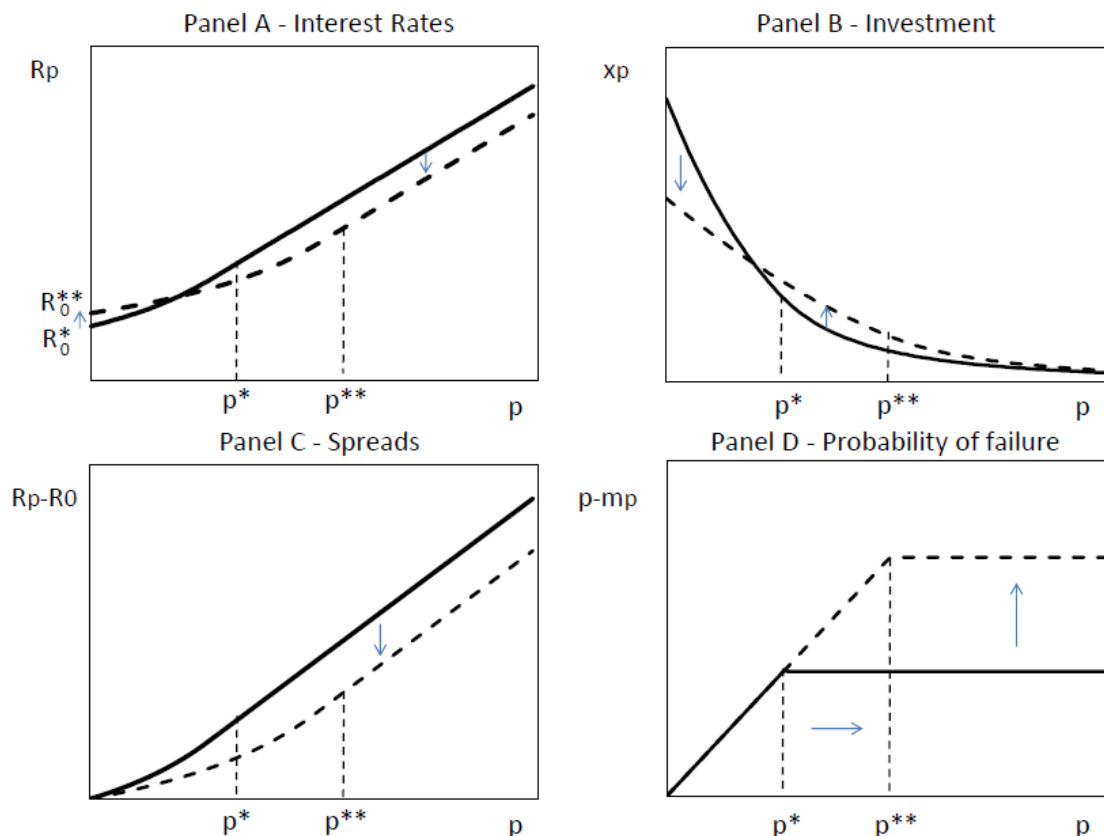 Panel A - Interest Rates
Rp
R₀**
R₀*
p*
p**
p
Panel B - Investment
xp
p*
p**
p
Panel C - Spreads
Rp-R0
p*
p**
p
Panel D - Probability of failure
p-mp
p*
p**
p